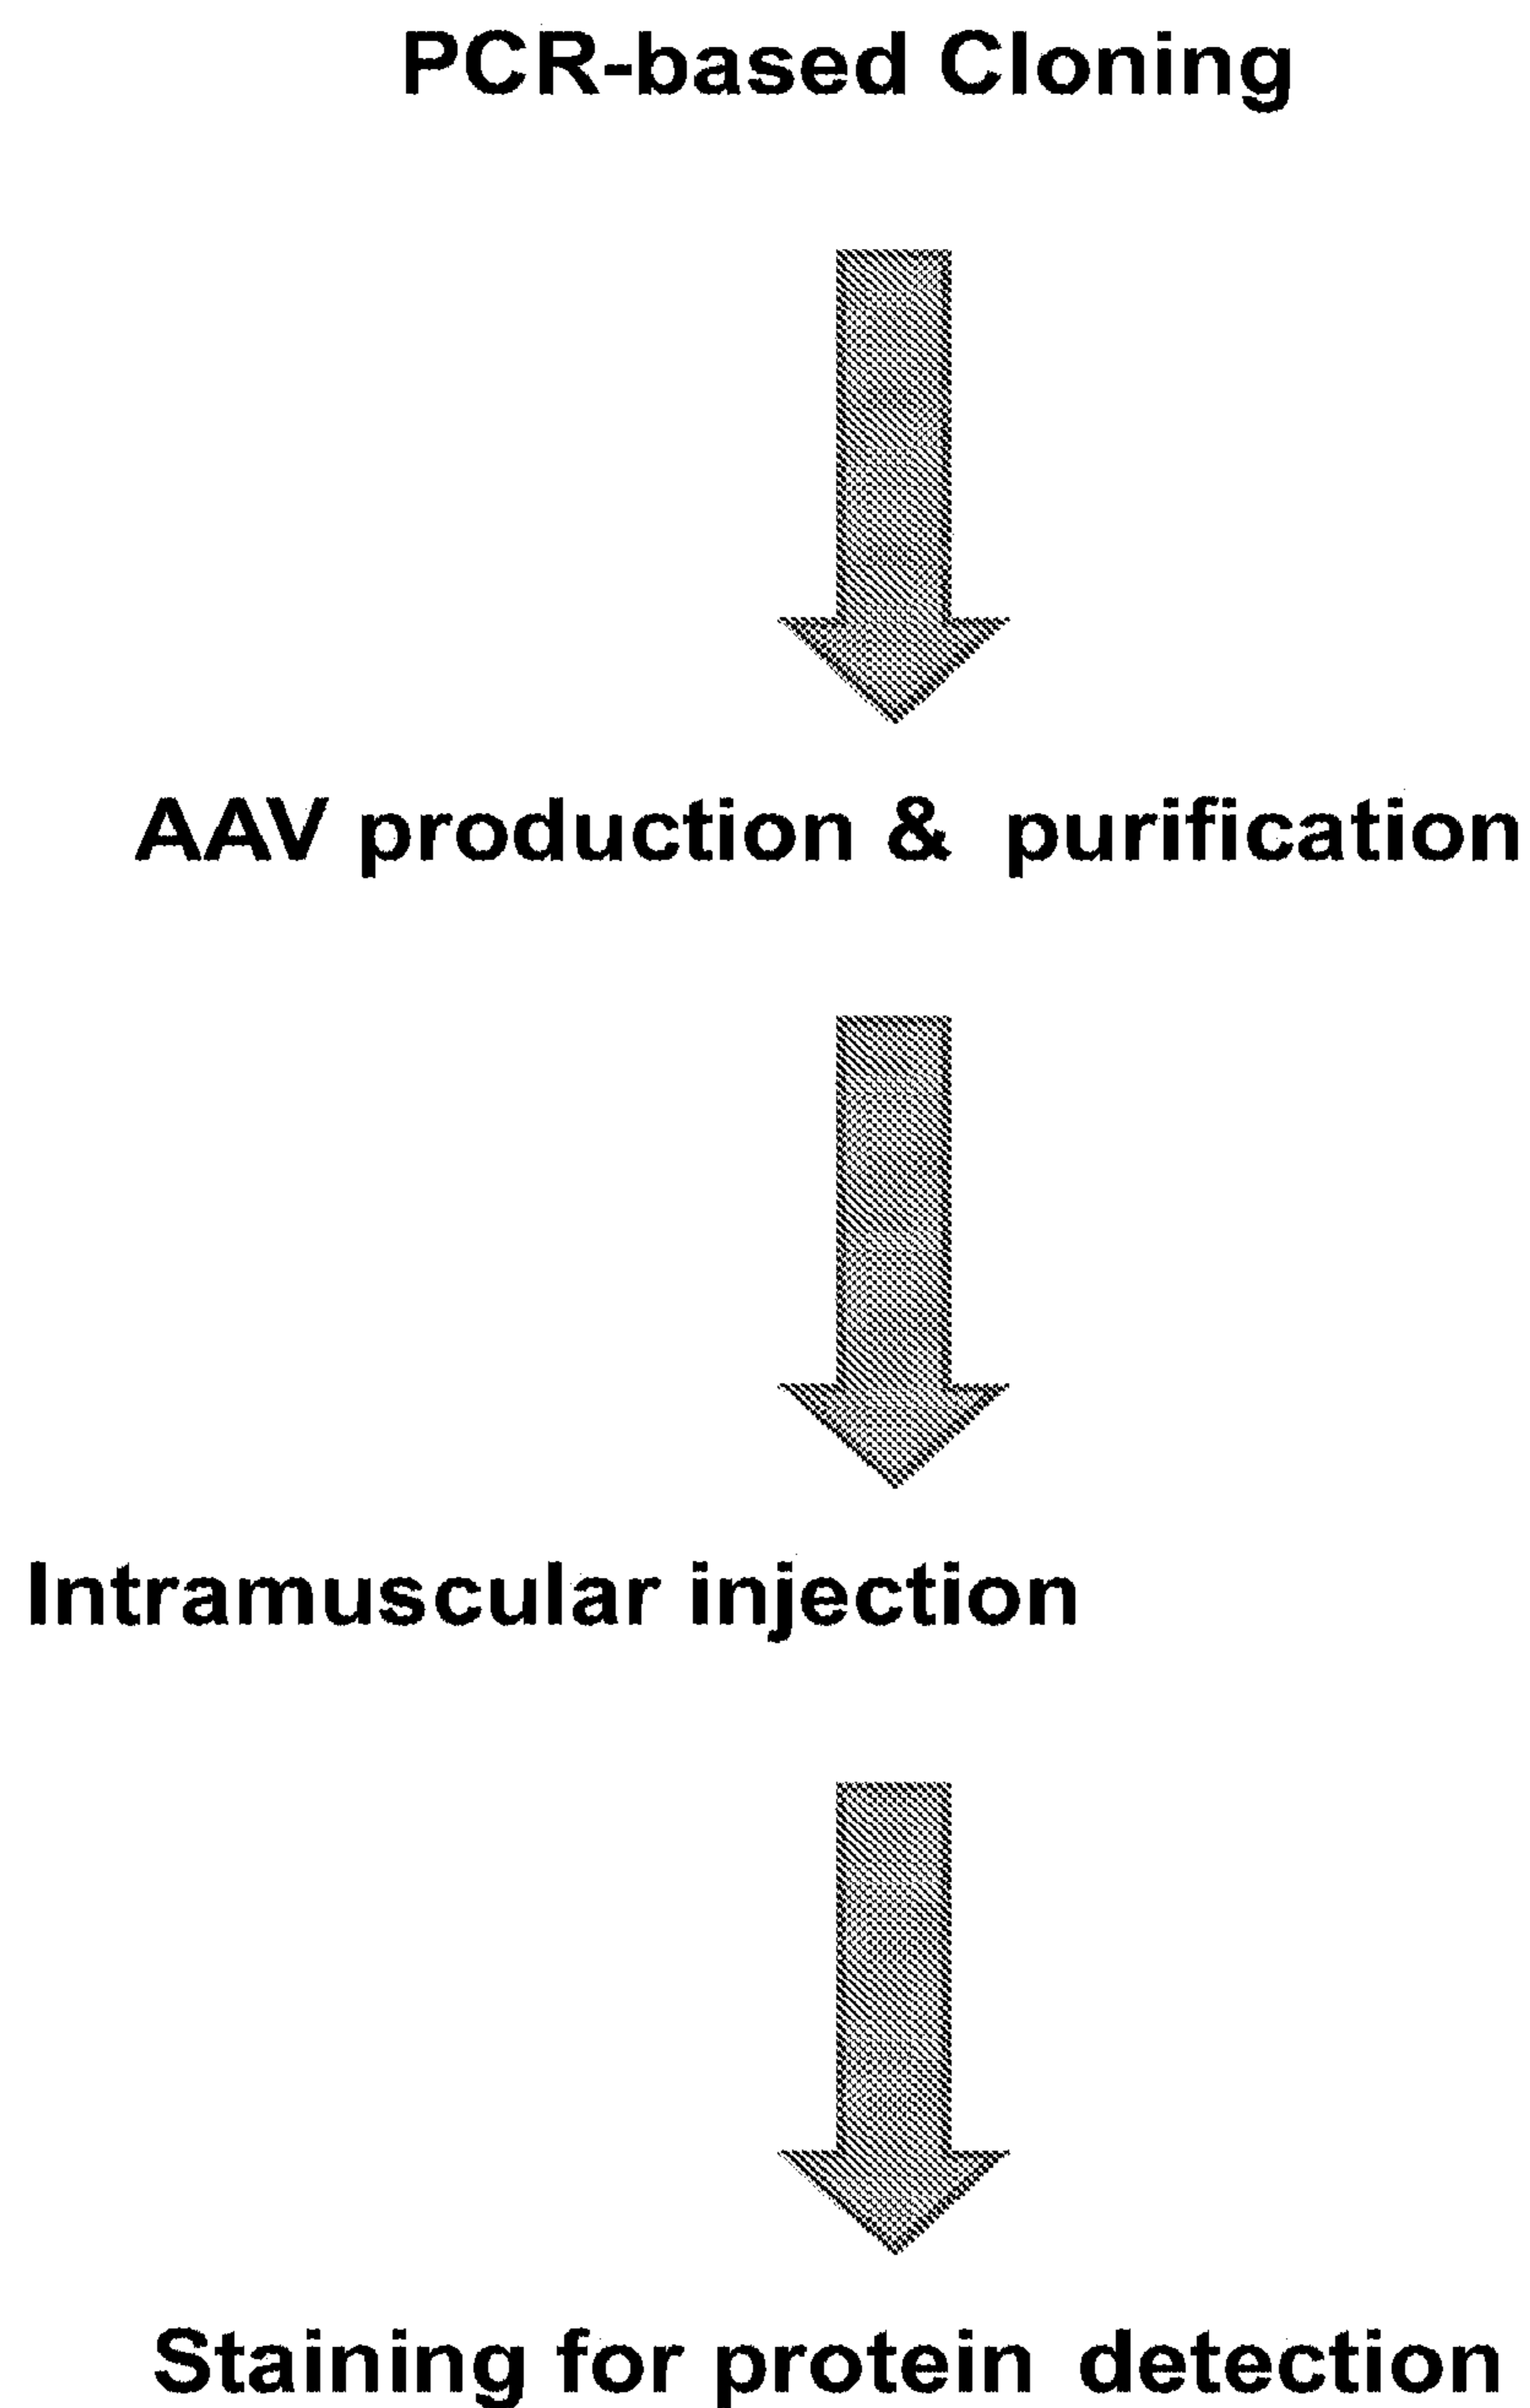 PCR-based Cloning
AAV production & purification
Intramuscular injection
Staining for protein detection